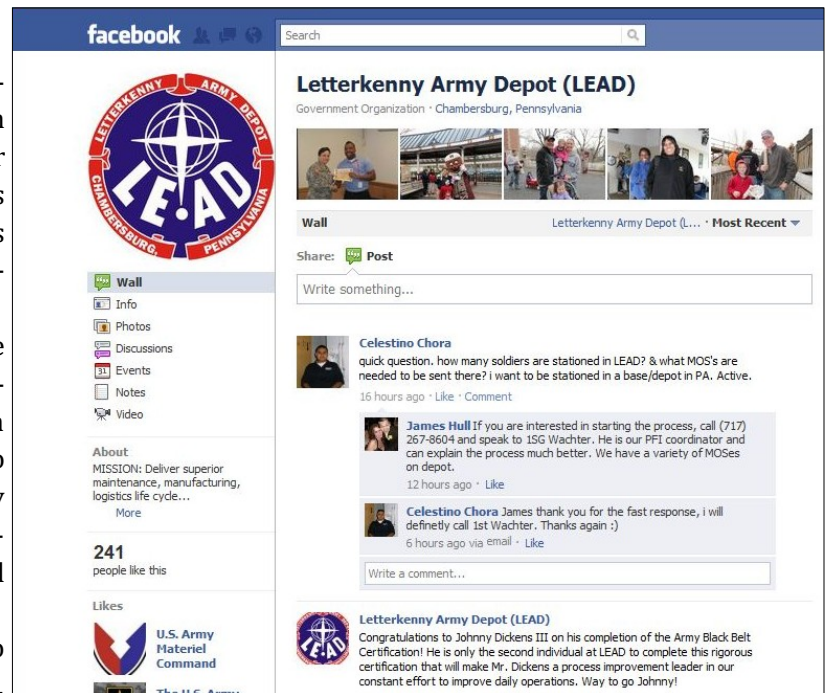 facebook
Search
LETTERKENNY ARMY DEPOT
LEAD
CHAMBERSBURG, PENNSYLVANIA
Wall
Info
Photos
Discussions
31 Events
Notes
Video
About
MISSION: Deliver superior
maintenance, manufacturing,
logistics life cycle...
More
241
people like this
Likes
U.S. Army
Materiel
Command
The U.S. Army
Letterkenny Army Depot (LEAD)
Government Organization · Chambersburg, Pennsylvania
Wall
Letterkenny Army Depot (L... · Most Recent
Share: Post
Write something...
Celestino Chora
quick question. how many soldiers are stationed in LEAD? & what MOS's are
needed to be sent there? i want to be stationed in a base/depot in PA. Active.
16 hours ago · Like · Comment
James Hull If you are interested in starting the process, call (717)
267-8604 and speak to 1SG Wachter. He is our PFI coordinator and
can explain the process much better. We have a variety of MOSes
on depot.
12 hours ago · Like
Celestino Chora James thank you for the fast response, i will
definetly call 1st Wachter. Thanks again :)
6 hours ago via email · Like
Write a comment...
Letterkenny Army Depot (LEAD)
Congratulations to Johnny Dickens III on his completion of the Army Black Belt
Certification! He is only the second individual at LEAD to complete this rigorous
certification that will make Mr. Dickens a process improvement leader in our
constant effort to improve daily operations. Way to go Johnny!